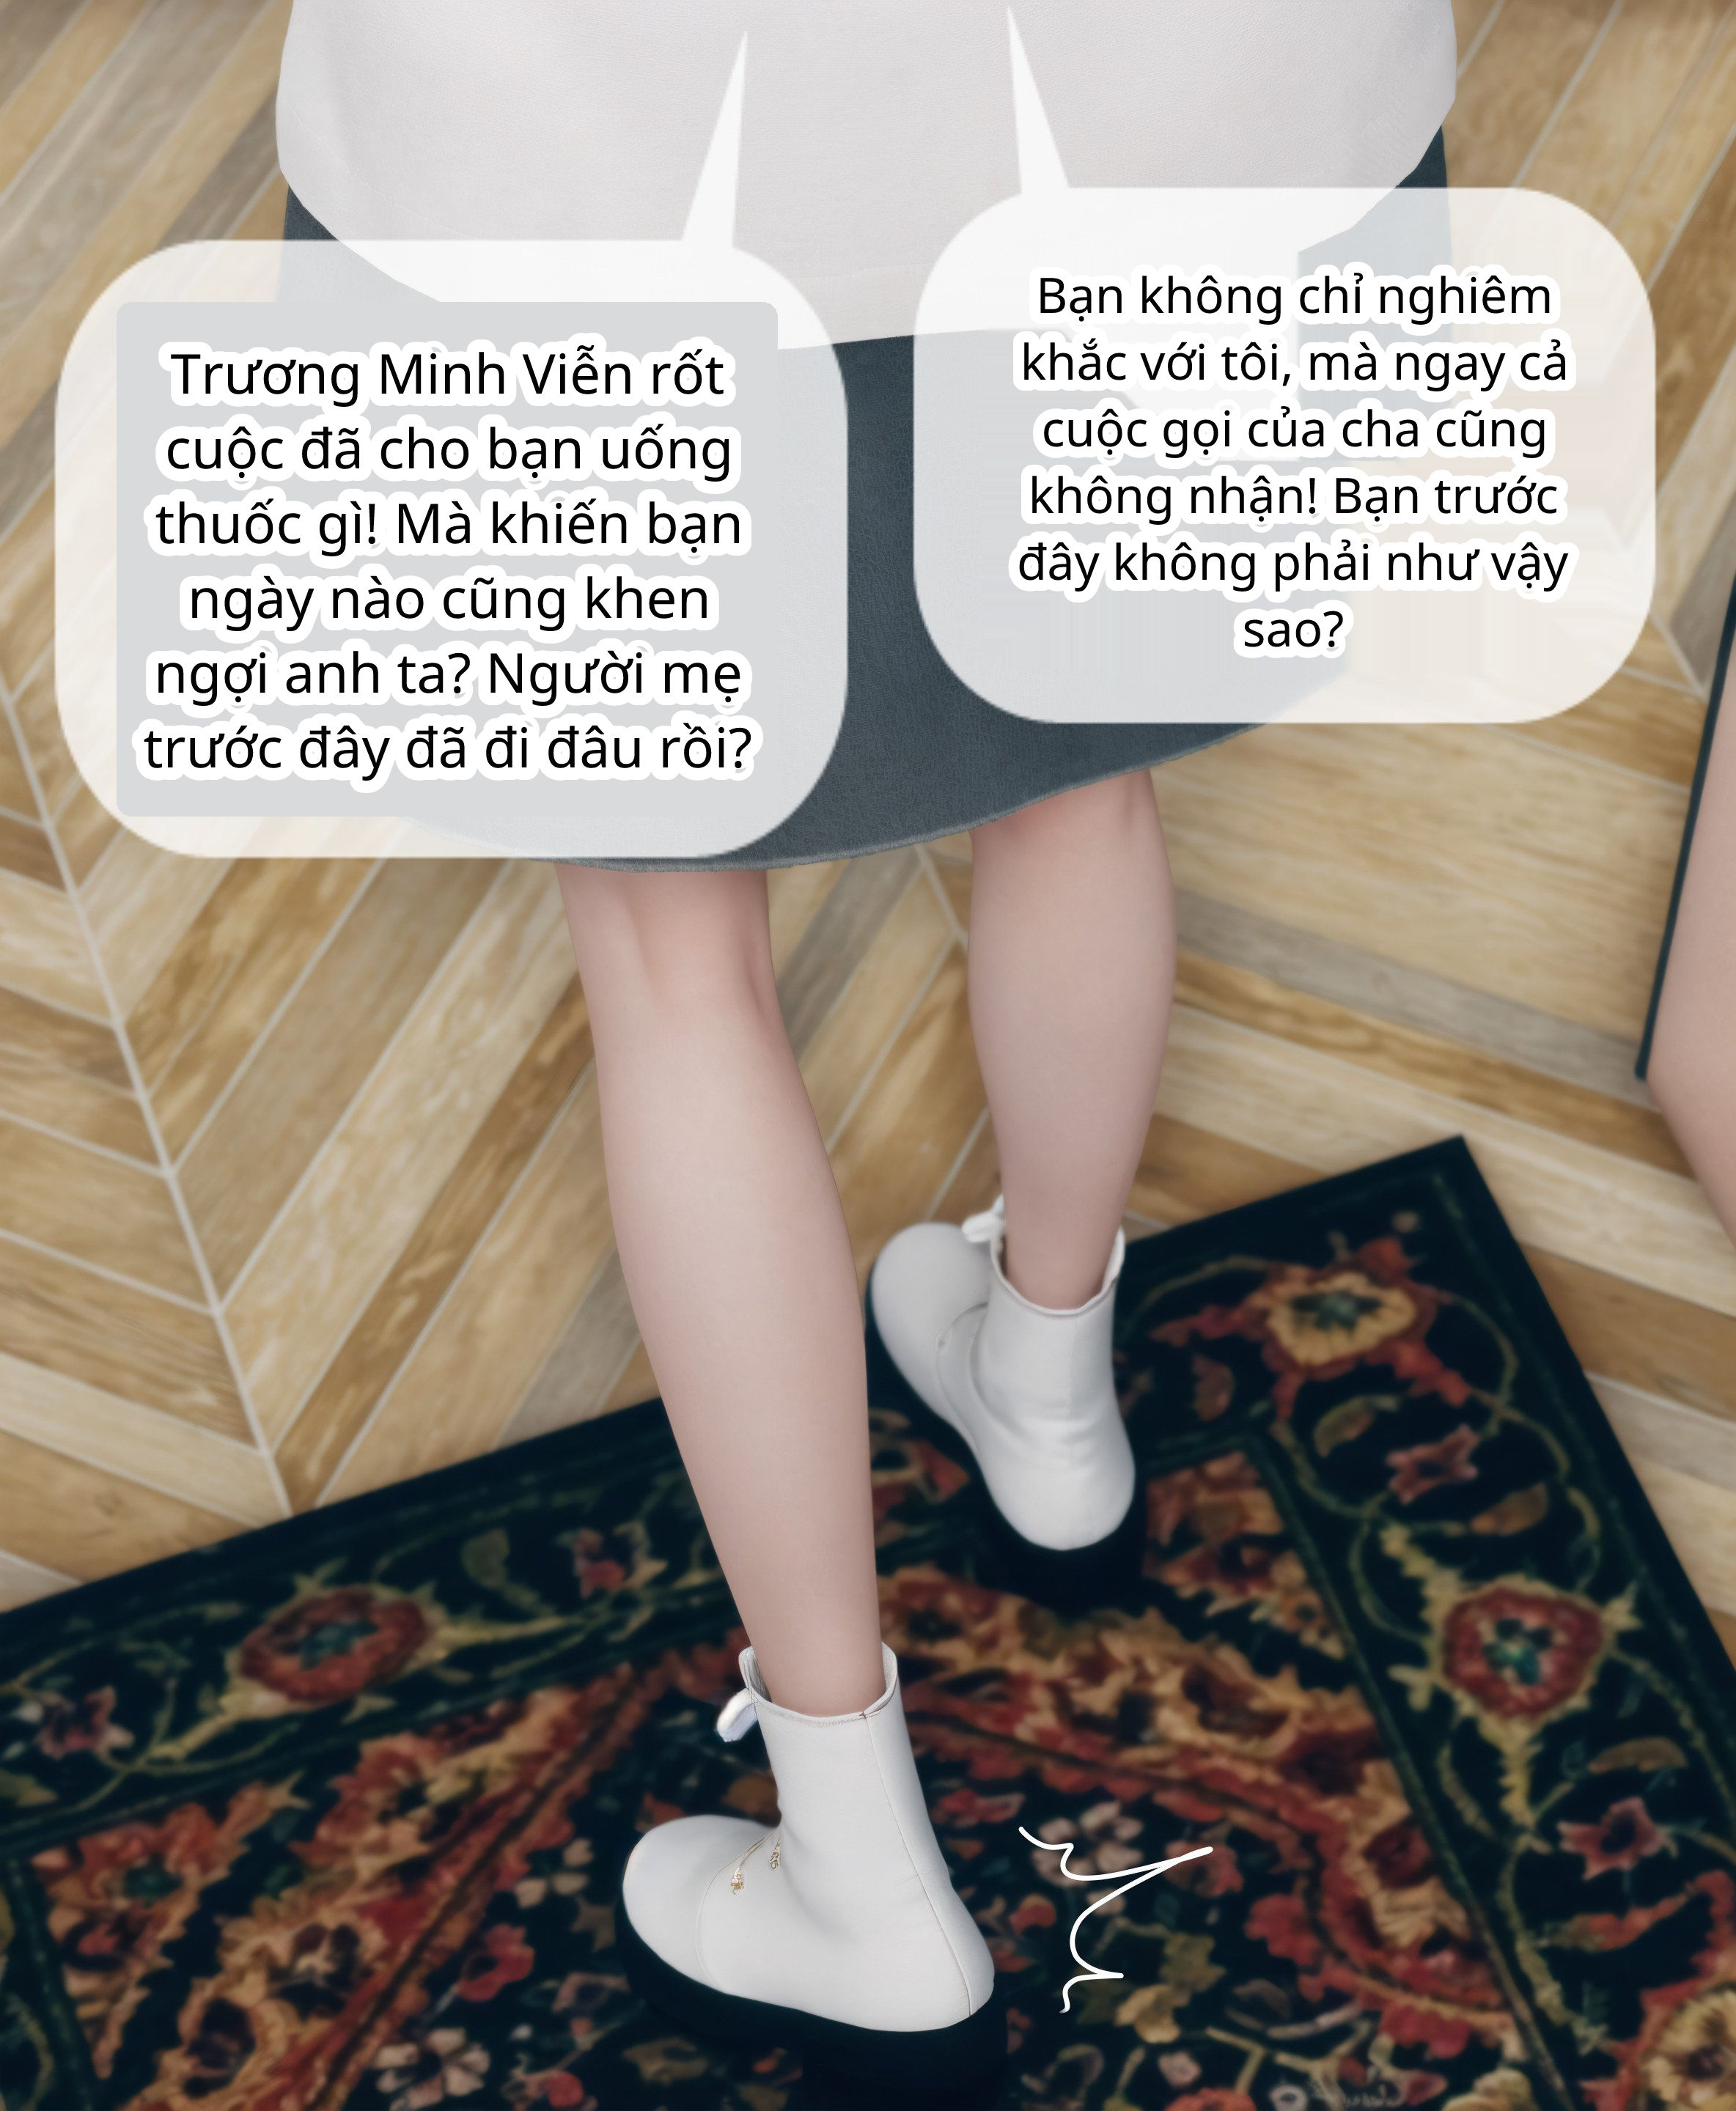 Trương Minh Viễn rốt
cuộc đã cho bạn uống
thuốc gì! Mà khiến bạn
ngày nào cũng khen
ngợi anh ta? Người mẹ
trước đây đã đi đâu rồi?
Bạn không chỉ nghiêm
khắc với tôi, mà ngay cả
cuộc gọi của cha cũng
không nhận! Bạn trước
đây không phải như vậy
sao?